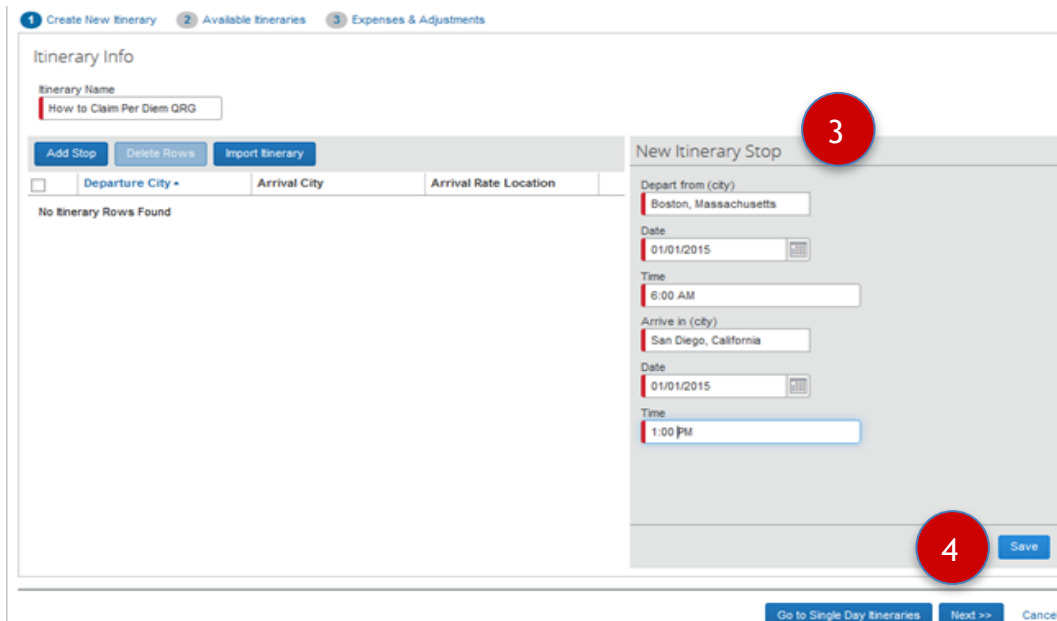 1 Create New Itinerary 2 Available Itineraries 3 Expenses & Adjustments
Itinerary Info
Itinerary Name
How to Claim Per Diem QRG
3
Add Stop Delete Rows Import Itinerary
New Itinerary Stop
Departure City Arrival City Arrival Rate Location
No Itinerary Rows Found
Depart from (city)
Boston, Massachusetts
Date
01/01/2015
Time
6:00 AM
Arrive in (city)
San Diego, California
Date
01/01/2015
Time
1:00 PM
4
Save
Go to Single Day Itineraries Next >> Cance